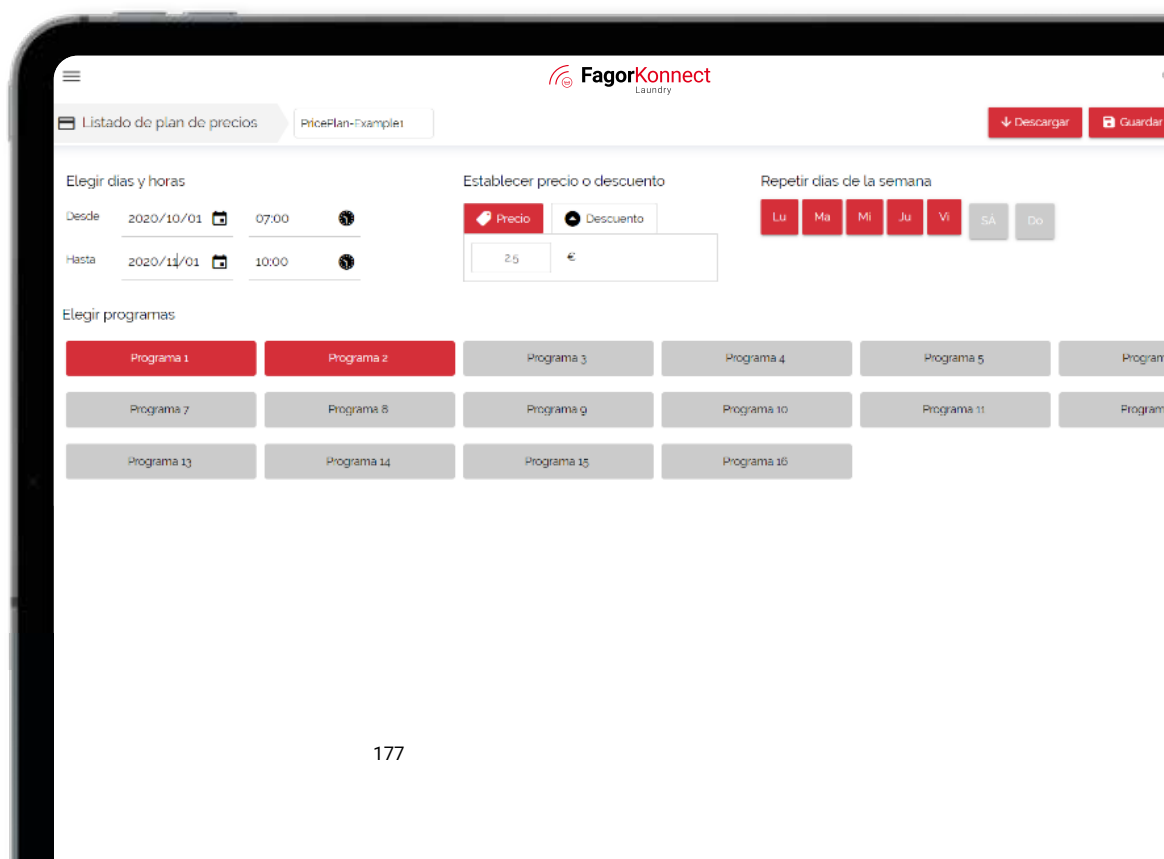 FagorKonnect
Laundry
Listado de plan de precios
PricePlan-Example1
Descargar
Guardar
Elegir dias y horas
Establecer precio o descuento
Repetir dias de la semana
Desde 2020/10/01 07:00
Precio Descuento
Lu Ma Mi Ju Vi SÁ Do
Hasta 2020/11/01 10:00
2.5 €
Elegir programas
Programa 1 Programa 2 Programa 3 Programa 4 Programa 5 Program
Programa 7 Programa 8 Programa 9 Programa 10 Programa 11 Program
Programa 13 Programa 14 Programa 15 Programa 16
177